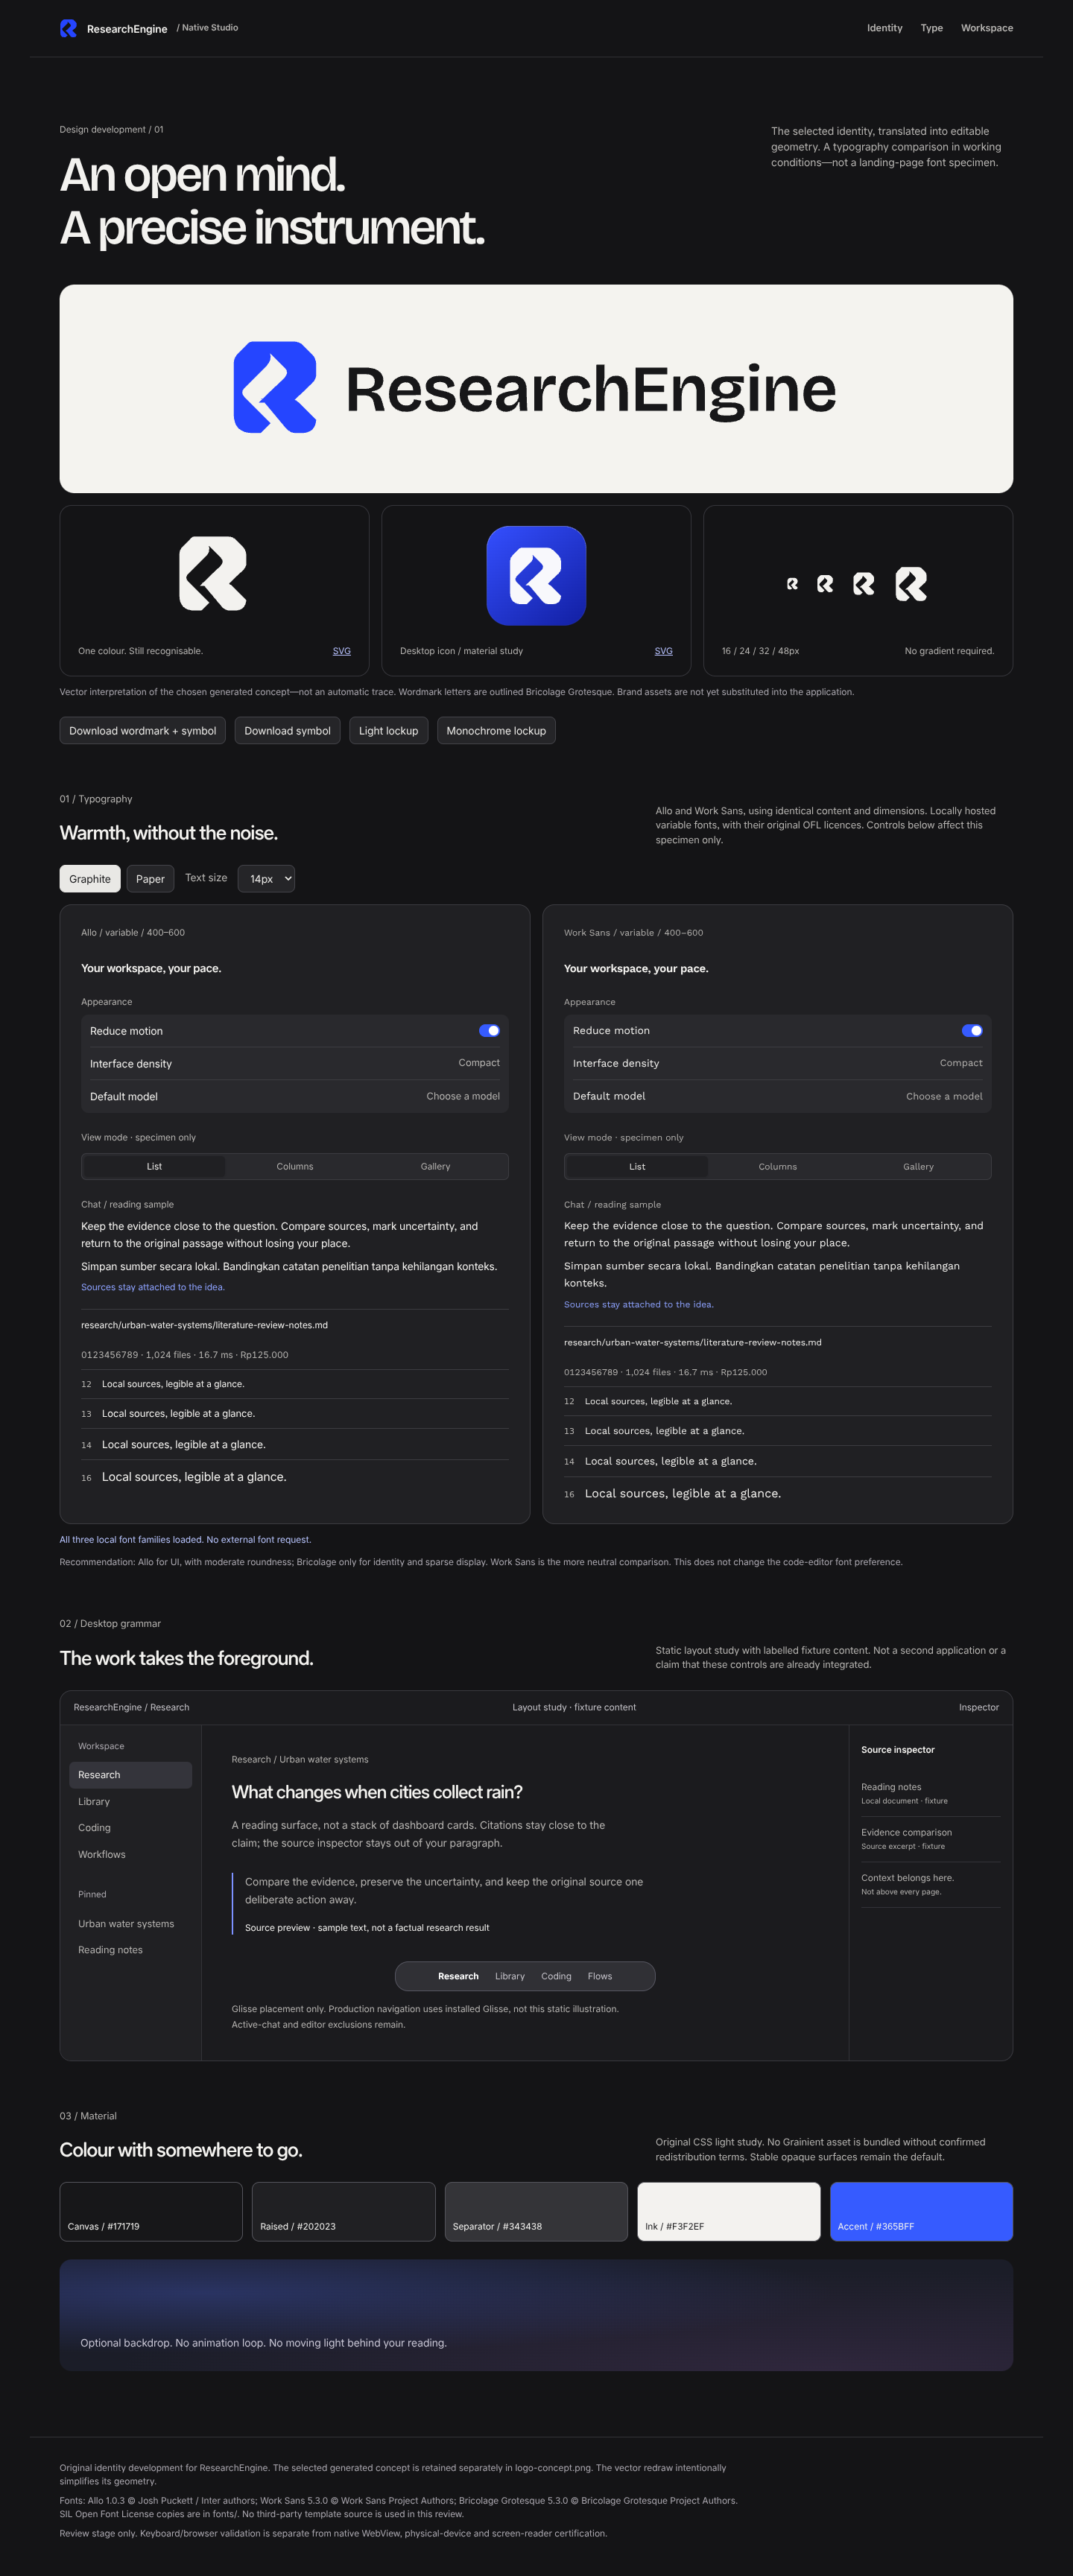 ResearchEngine / Native Studio
Identity Type Workspace
Design development / 01
An open mind.
A precise instrument.
The selected identity, translated into editable
geometry. A typography comparison in working
conditions—not a landing-page font specimen.
ResearchEngine
One colour. Still recognisable. SVG
Desktop icon / material study SVG
16 / 24 / 32 / 48px No gradient required.
Vector interpretation of the chosen generated concept—not an automatic trace. Wordmark letters are outlined Bricolage Grotesque. Brand assets are not yet substituted into the application.
Download wordmark + symbol Download symbol Light lockup Monochrome lockup
01 / Typography
Warmth, without the noise.
Allo and Work Sans, using identical content and dimensions. Locally hosted
variable fonts, with their original OFL licences. Controls below affect this
specimen only.
Graphite Paper Text size 14px
Allo / variable / 400–600
Your workspace, your pace.
Appearance
Reduce motion
Interface density Compact
Default model Choose a model
View mode · specimen only
List Columns Gallery
Chat / reading sample
Keep the evidence close to the question. Compare sources, mark uncertainty, and
return to the original passage without losing your place.
Simpan sumber secara lokal. Bandingkan catatan penelitian tanpa kehilangan konteks.
Sources stay attached to the idea.
research/urban-water-systems/literature-review-notes.md
0123456789 · 1,024 files · 16.7 ms · Rp125.000
12 Local sources, legible at a glance.
13 Local sources, legible at a glance.
14 Local sources, legible at a glance.
16 Local sources, legible at a glance.
Work Sans / variable / 400–600
Your workspace, your pace.
Appearance
Reduce motion
Interface density Compact
Default model Choose a model
View mode · specimen only
List Columns Gallery
Chat / reading sample
Keep the evidence close to the question. Compare sources, mark uncertainty, and
return to the original passage without losing your place.
Simpan sumber secara lokal. Bandingkan catatan penelitian tanpa kehilangan
konteks.
Sources stay attached to the idea.
research/urban-water-systems/literature-review-notes.md
0123456789 · 1,024 files · 16.7 ms · Rp125.000
12 Local sources, legible at a glance.
13 Local sources, legible at a glance.
14 Local sources, legible at a glance.
16 Local sources, legible at a glance.
All three local font families loaded. No external font request.
Recommendation: Allo for UI, with moderate roundness; Bricolage only for identity and sparse display. Work Sans is the more neutral comparison. This does not change the code-editor font preference.
02 / Desktop grammar
The work takes the foreground.
Static layout study with labelled fixture content. Not a second application or a
claim that these controls are already integrated.
ResearchEngine / Research Layout study · fixture content Inspector
Workspace
Research
Library
Coding
Workflows
Pinned
Urban water systems
Reading notes
Research / Urban water systems
What changes when cities collect rain?
A reading surface, not a stack of dashboard cards. Citations stay close to the
claim; the source inspector stays out of your paragraph.
Compare the evidence, preserve the uncertainty, and keep the original source one
deliberate action away.
Source preview · sample text, not a factual research result
Research Library Coding Flows
Glisse placement only. Production navigation uses installed Glisse, not this static illustration.
Active-chat and editor exclusions remain.
Source inspector
Reading notes
Local document · fixture
Evidence comparison
Source excerpt · fixture
Context belongs here.
Not above every page.
03 / Material
Colour with somewhere to go.
Original CSS light study. No Grainient asset is bundled without confirmed
redistribution terms. Stable opaque surfaces remain the default.
Canvas / #171719
Raised / #202023
Separator / #343438
Ink / #F3F2EF
Accent / #365BFF
Optional backdrop. No animation loop. No moving light behind your reading.
Original identity development for ResearchEngine. The selected generated concept is retained separately in logo-concept.png. The vector redraw intentionally
simplifies its geometry.
Fonts: Allo 1.0.3 © Josh Puckett / Inter authors; Work Sans 5.3.0 © Work Sans Project Authors; Bricolage Grotesque 5.3.0 © Bricolage Grotesque Project Authors.
SIL Open Font License copies are in fonts/. No third-party template source is used in this review.
Review stage only. Keyboard/browser validation is separate from native WebView, physical-device and screen-reader certification.